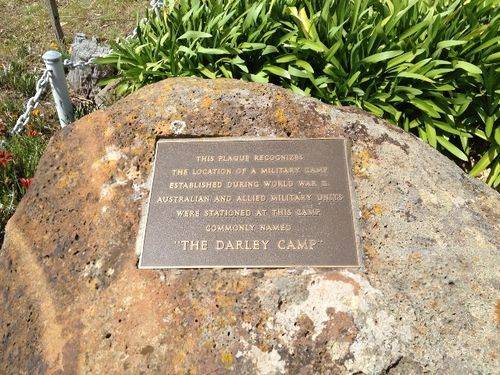 THIS PLAQUE RECOGNIZES
THE LOCATION OF A MILITARY CAMP
ESTABLISHED DURING WORLD WAR II.
AUSTRALIAN AND ALLIED MILITARY UNITS
WERE STATIONED AT THIS CAMP,
COMMONLY NAMED
"THE DARLEY CAMP"